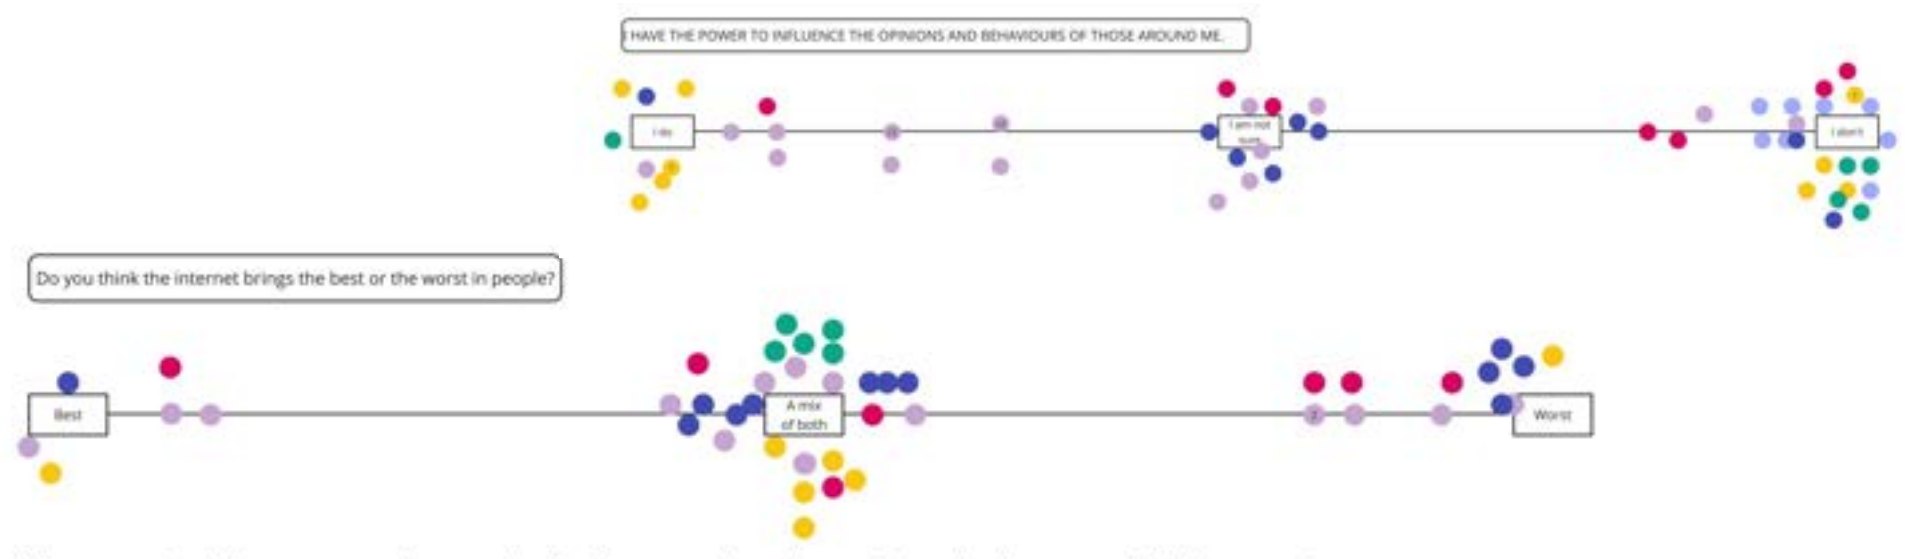 I HAVE THE POWER TO INFLUENCE THE OPINIONS AND BEHAVIOURS OF THOSE AROUND ME.
I do
I am not
sure
I don't
Do you think the internet brings the best or the worst in people?
Best
A mix
of both
2
Worst